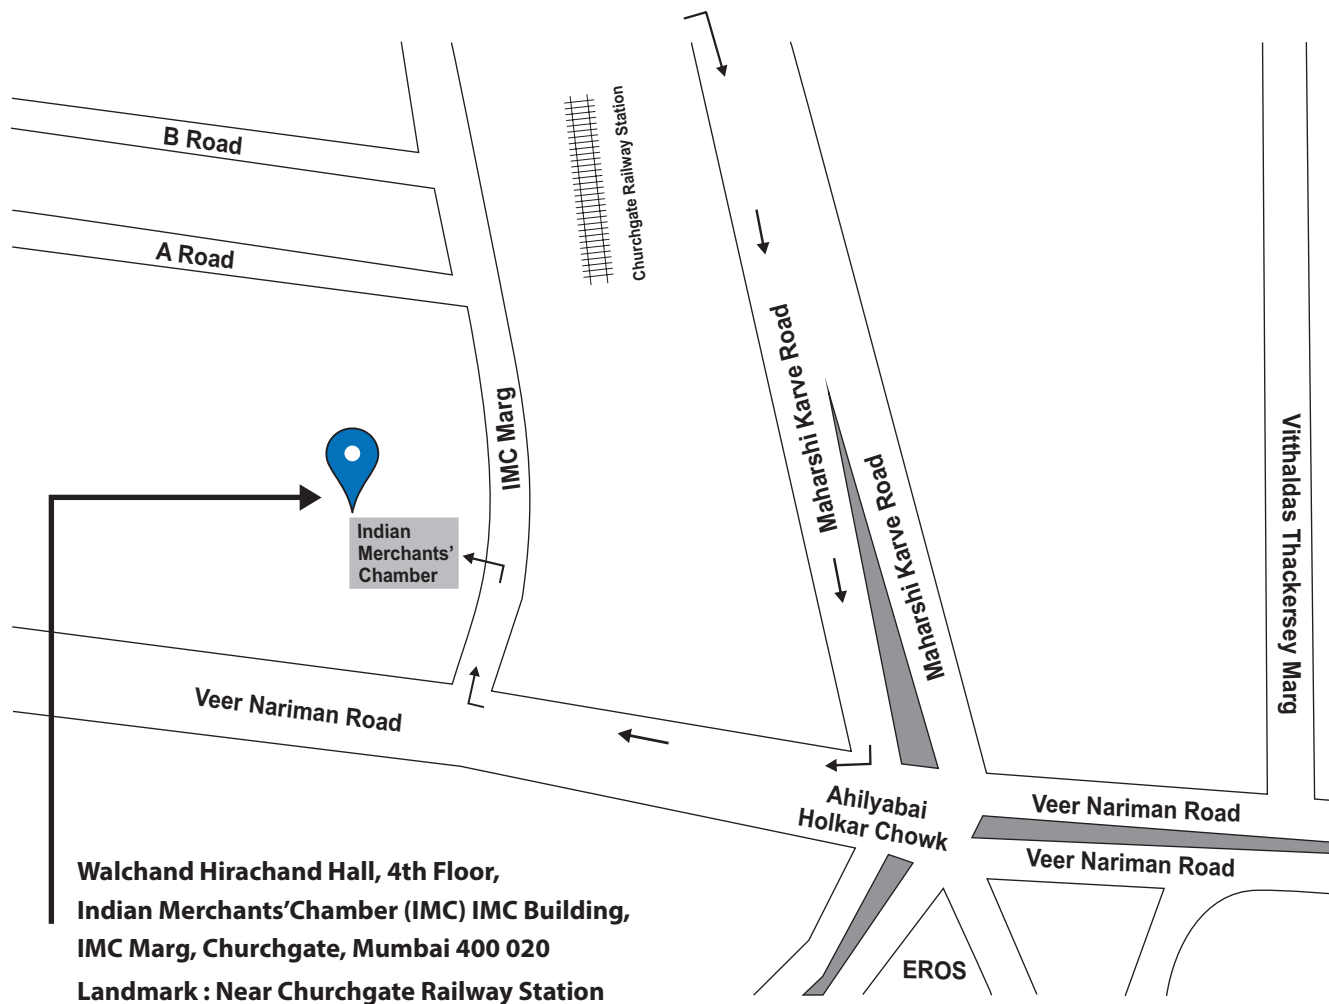 B Road
A Road
Churchgate Railway Station
IMC Marg
Maharshi Karve Road
Maharshi Karve Road
Vitthaldas Thackersey Marg
Indian
Merchants’
Chamber
Veer Nariman Road
Ahilyabai
Holkar Chowk
Veer Nariman Road
Veer Nariman Road
EROS
Walchand Hirachand Hall, 4th Floor,
Indian Merchants’Chamber (IMC) IMC Building,
IMC Marg, Churchgate, Mumbai 400 020
Landmark : Near Churchgate Railway Station